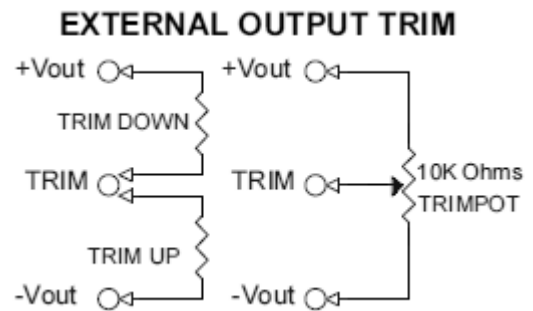 EXTERNAL OUTPUT TRIM
+Vout
+Vout
TRIM DOWN
TRIM
TRIM
10K Ohms
TRIMPOT
TRIM UP
-Vout
-Vout